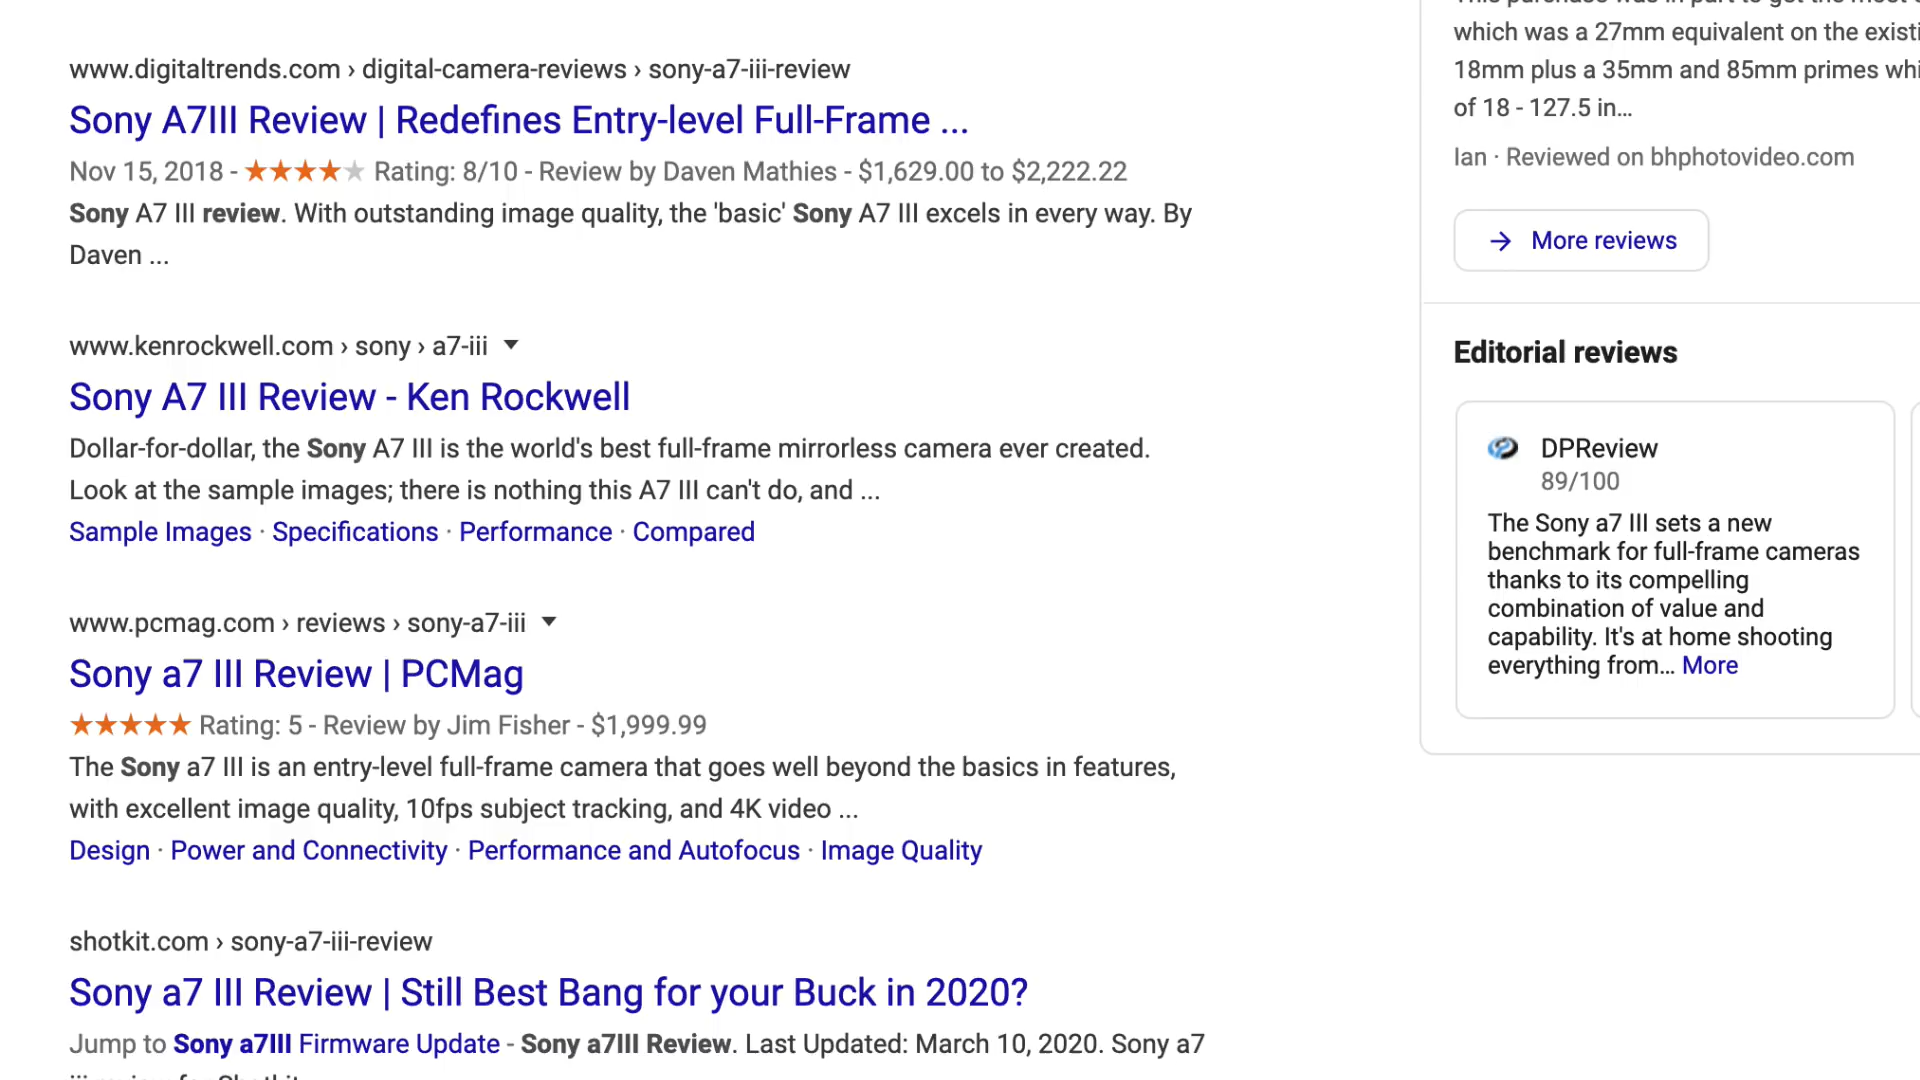 www.digitaltrends.com › digital-camera-reviews › sony-a7-iii-review
Sony A7III Review | Redefines Entry-level Full-Frame ...
Nov 15, 2018 - Rating: 8/10 - Review by Daven Mathies - $1,629.00 to $2,222.22
Sony A7 III review. With outstanding image quality, the 'basic' Sony A7 III excels in every way. By
Daven ...
www.kenrockwell.com › sony › a7-iii
Sony A7 III Review - Ken Rockwell
Dollar-for-dollar, the Sony A7 III is the world's best full-frame mirrorless camera ever created.
Look at the sample images; there is nothing this A7 III can't do, and ...
Sample Images · Specifications · Performance · Compared
www.pcmag.com › reviews › sony-a7-iii
Sony a7 III Review | PCMag
Rating: 5 - Review by Jim Fisher - $1,999.99
The Sony a7 III is an entry-level full-frame camera that goes well beyond the basics in features,
with excellent image quality, 10fps subject tracking, and 4K video ...
Design · Power and Connectivity · Performance and Autofocus · Image Quality
shotkit.com › sony-a7-iii-review
Sony a7 III Review | Still Best Bang for your Buck in 2020?
Jump to Sony a7III Firmware Update - Sony a7III Review. Last Updated: March 10, 2020. Sony a7
iii review for Shotkit
This purchase was in part to get the most
which was a 27mm equivalent on the existi
18mm plus a 35mm and 85mm primes whi
of 18 - 127.5 in...
Ian · Reviewed on bhphotovideo.com
More reviews
Editorial reviews
DPReview
89/100
The Sony a7 III sets a new
benchmark for full-frame cameras
thanks to its compelling
combination of value and
capability. It's at home shooting
everything from... More